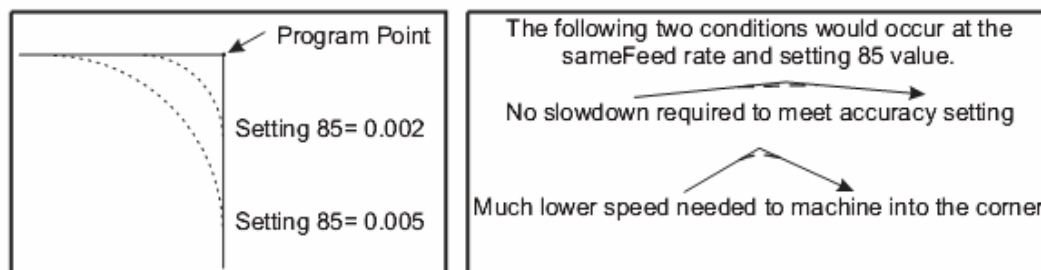 Program Point
Setting 85= 0.002
Setting 85= 0.005
The following two conditions would occur at the
sameFeed rate and setting 85 value.
No slowdown required to meet accuracy setting
Much lower speed needed to machine into the corner